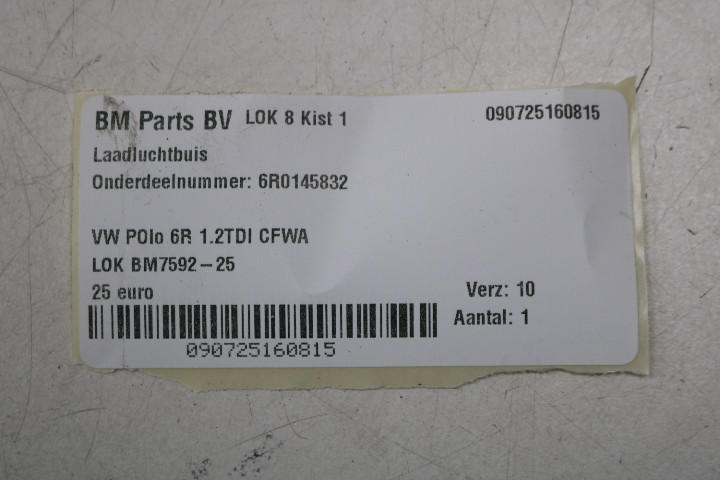 BM Parts BV LOK 8 Kist 1 090725160815
Laadluchtbuis
Onderdeelnummer: 6R0145832
VW POlo 6R 1.2TDI CFWA
LOK BM7592-25
25 euro Verz: 10
Aantal: 1
090725160815